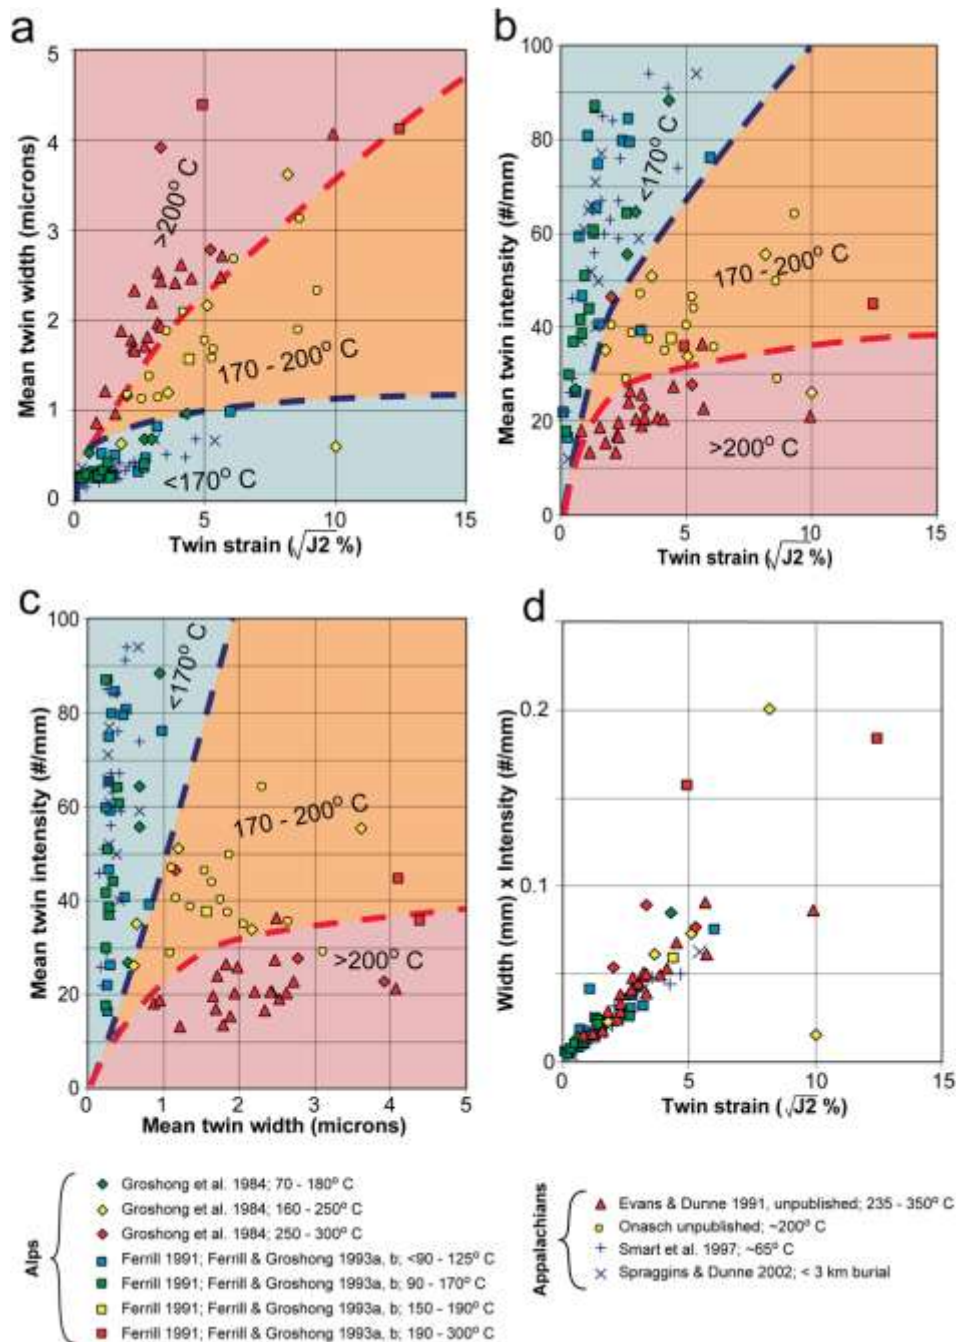 a
5
4
3
2
1
0
0
5
10
15
Mean twin width (microns)
Twin strain (√J2 %)
>200° C
170 - 200° C
<170° C
b
100
80
60
40
20
0
0
5
10
15
Mean twin intensity (#/mm)
Twin strain (√J2 %)
<170° C
170 - 200° C
>200° C
c
100
80
60
40
20
0
0
1
2
3
4
5
Mean twin intensity (#/mm)
Mean twin width (microns)
<170° C
170 - 200° C
>200° C
d
0.2
0.1
0
0
5
10
15
Width (mm) x Intensity (#/mm)
Twin strain (√J2 %)
Alps
Groshong et al. 1984; 70 - 180° C
Groshong et al. 1984; 160 - 250° C
Groshong et al. 1984; 250 - 300° C
Ferrill 1991; Ferrill & Groshong 1993a, b; <90 - 125° C
Ferrill 1991; Ferrill & Groshong 1993a, b; 90 - 170° C
Ferrill 1991; Ferrill & Groshong 1993a, b; 150 - 190° C
Ferrill 1991; Ferrill & Groshong 1993a, b; 190 - 300° C
Appalachians
Evans & Dunne 1991, unpublished; 235 - 350° C
Onasch unpublished; ~200° C
Smart et al. 1997; ~65° C
Spraggins & Dunne 2002; < 3 km burial